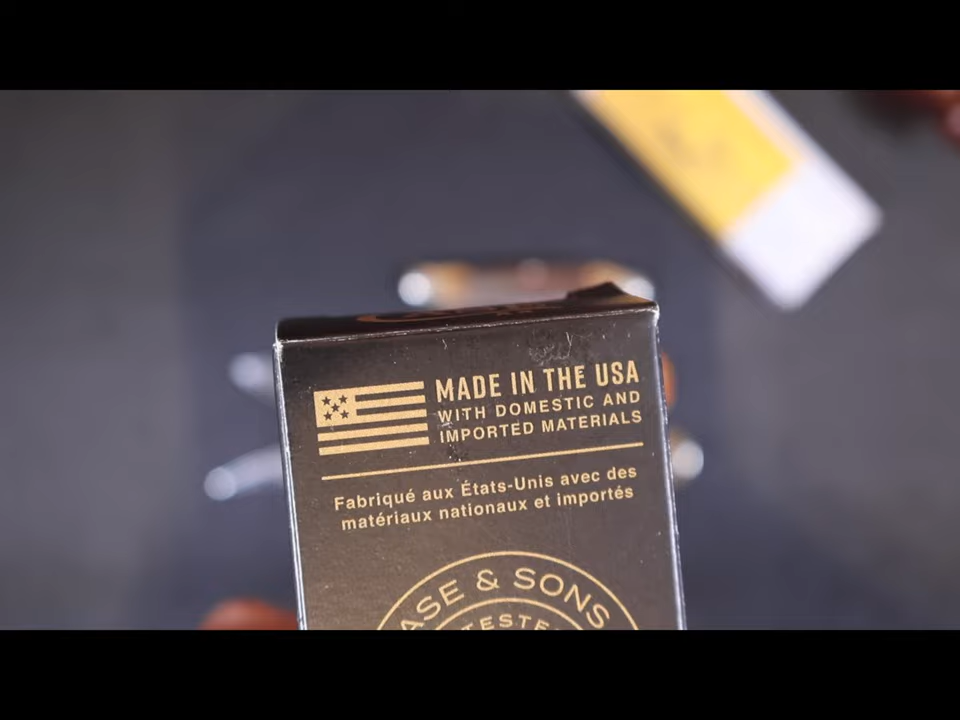 MADE IN THE USA
WITH DOMESTIC AND
IMPORTED MATERIALS
Fabriqué aux États-Unis avec des
matériaux nationaux et importés
ASE & SONS
TESTE